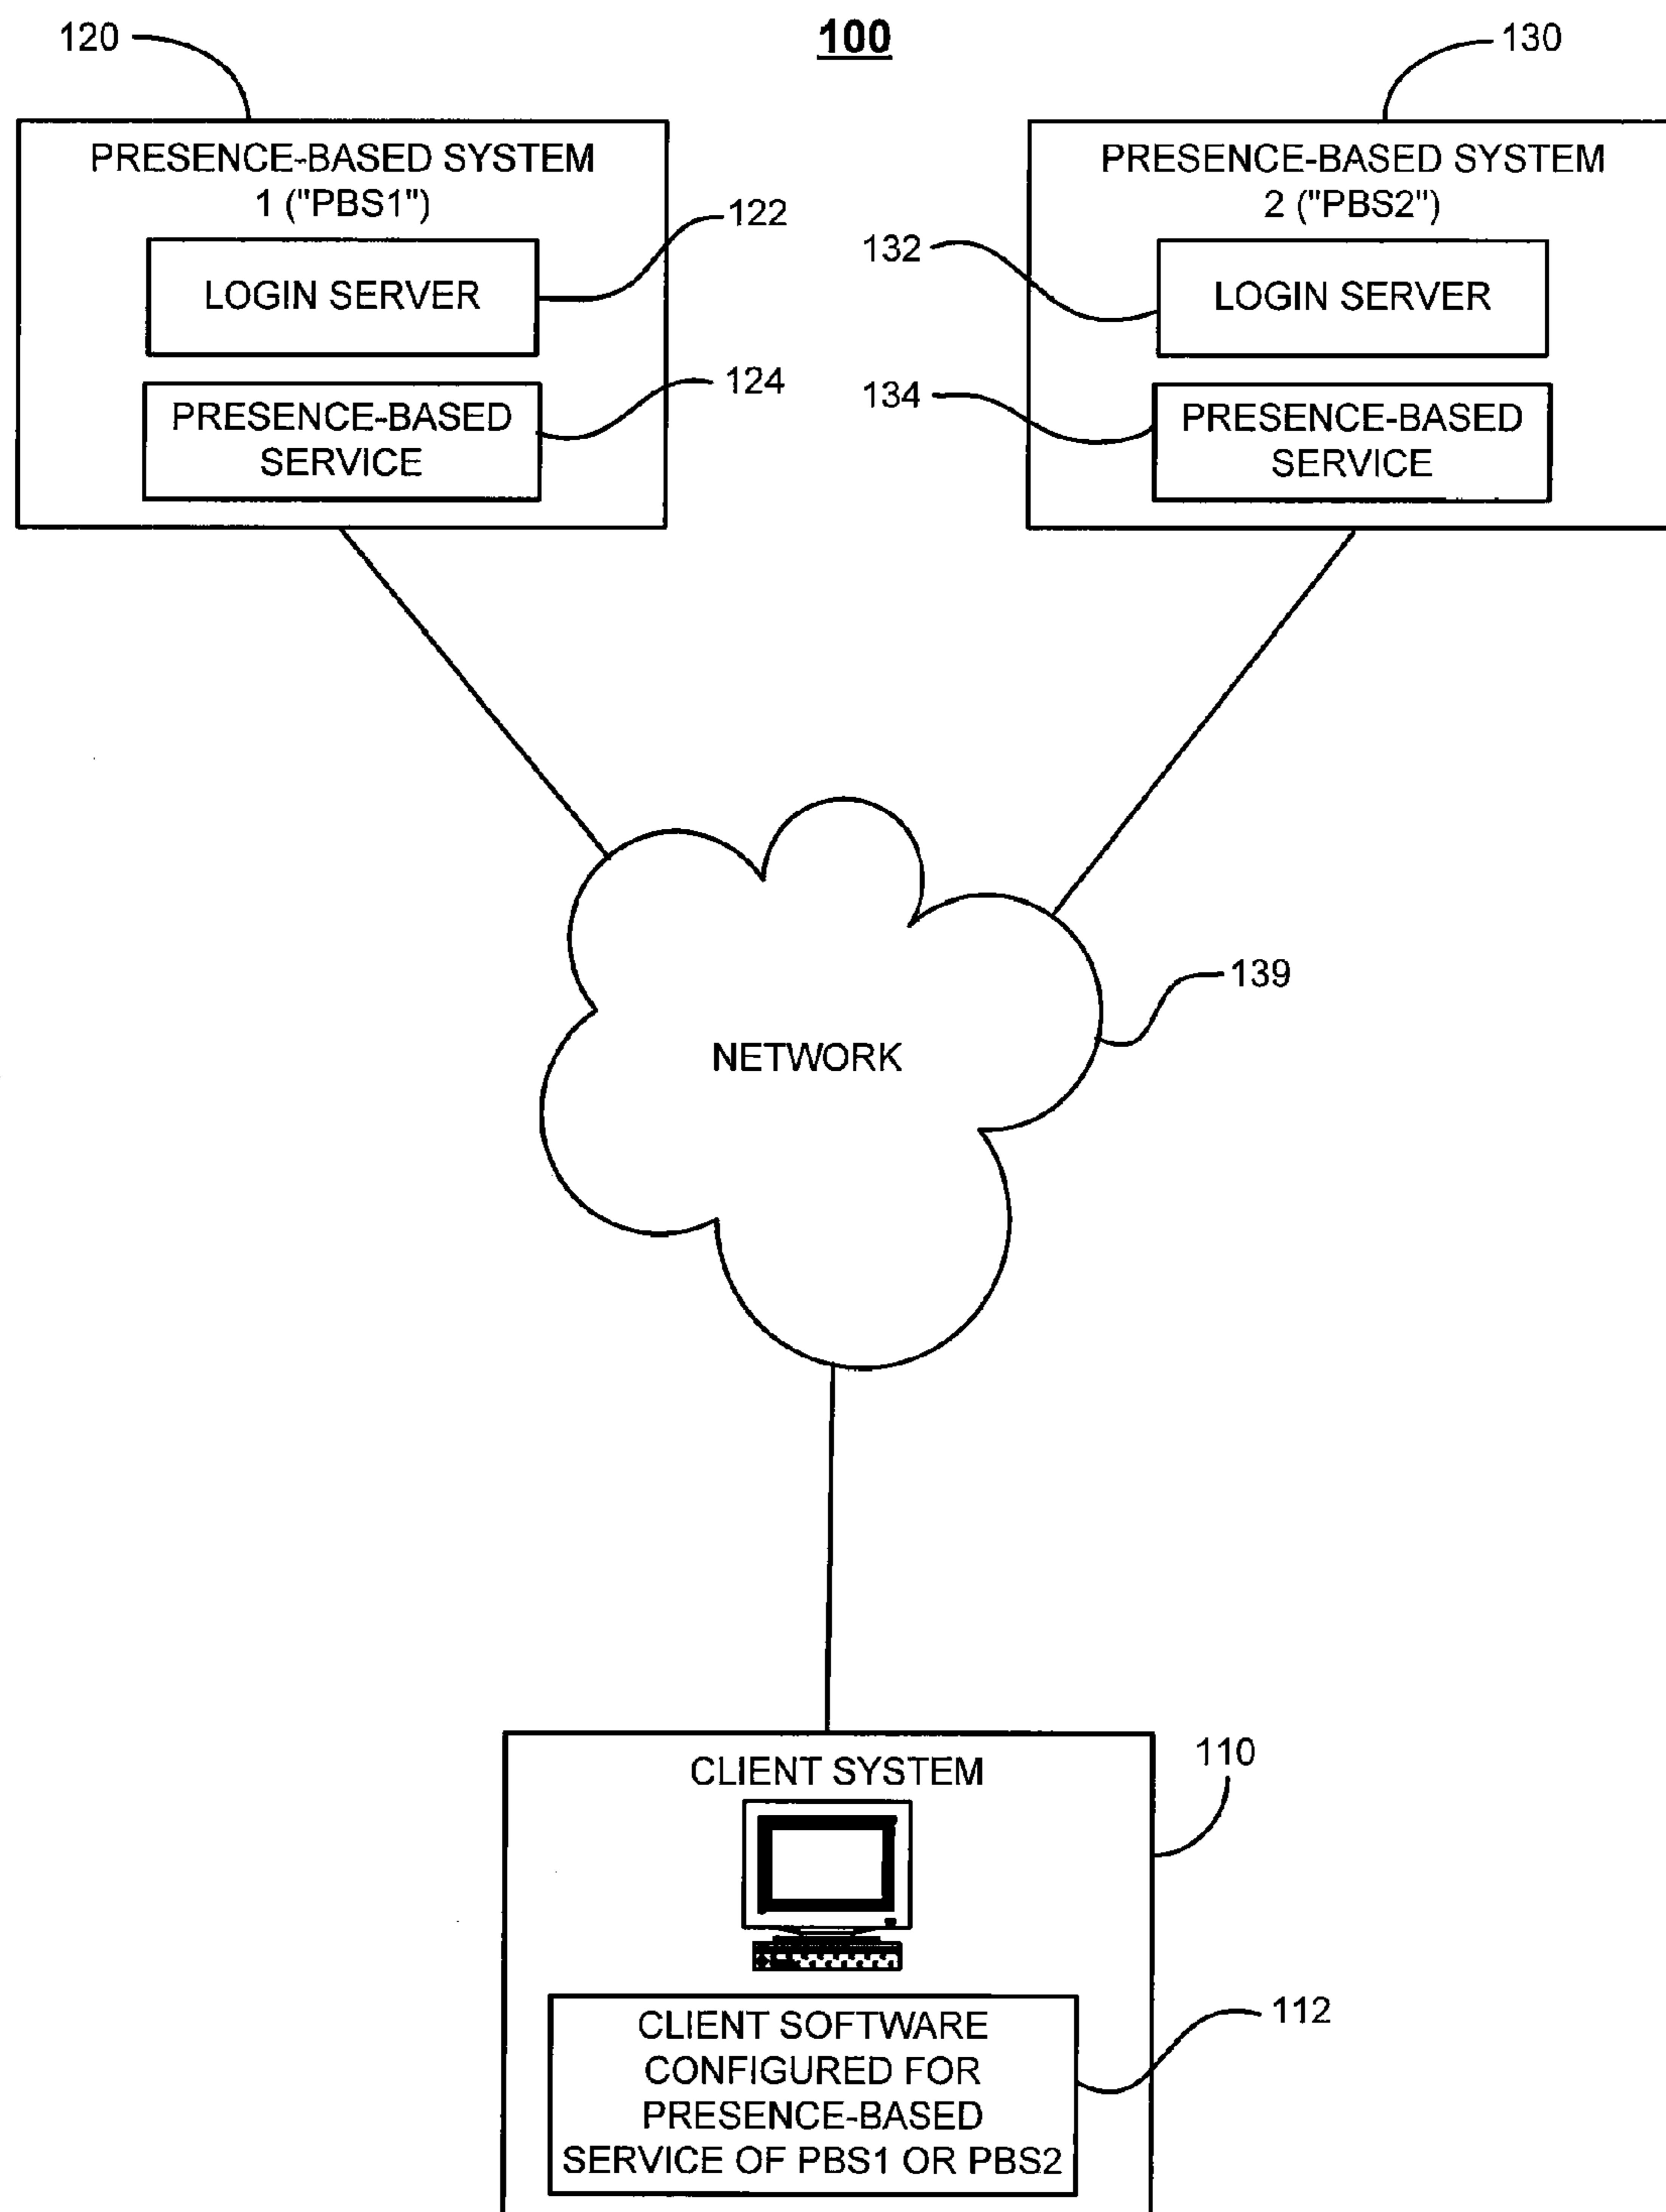 100
120
130
PRESENCE-BASED SYSTEM
1 ("PBS1")
122
LOGIN SERVER
124
PRESENCE-BASED
SERVICE
PRESENCE-BASED SYSTEM
2 ("PBS2")
132
LOGIN SERVER
134
PRESENCE-BASED
SERVICE
139
NETWORK
110
CLIENT SYSTEM
112
CLIENT SOFTWARE
CONFIGURED FOR
PRESENCE-BASED
SERVICE OF PBS1 OR PBS2